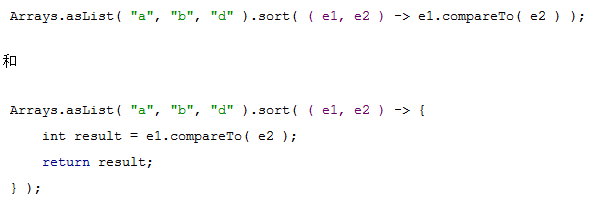 Arrays.asList( "a", "b", "d" ).sort( ( e1, e2 ) -> e1.compareTo( e2 ) );
和
Arrays.asList( "a", "b", "d" ).sort( ( e1, e2 ) -> {
    int result = e1.compareTo( e2 );
    return result;
} );